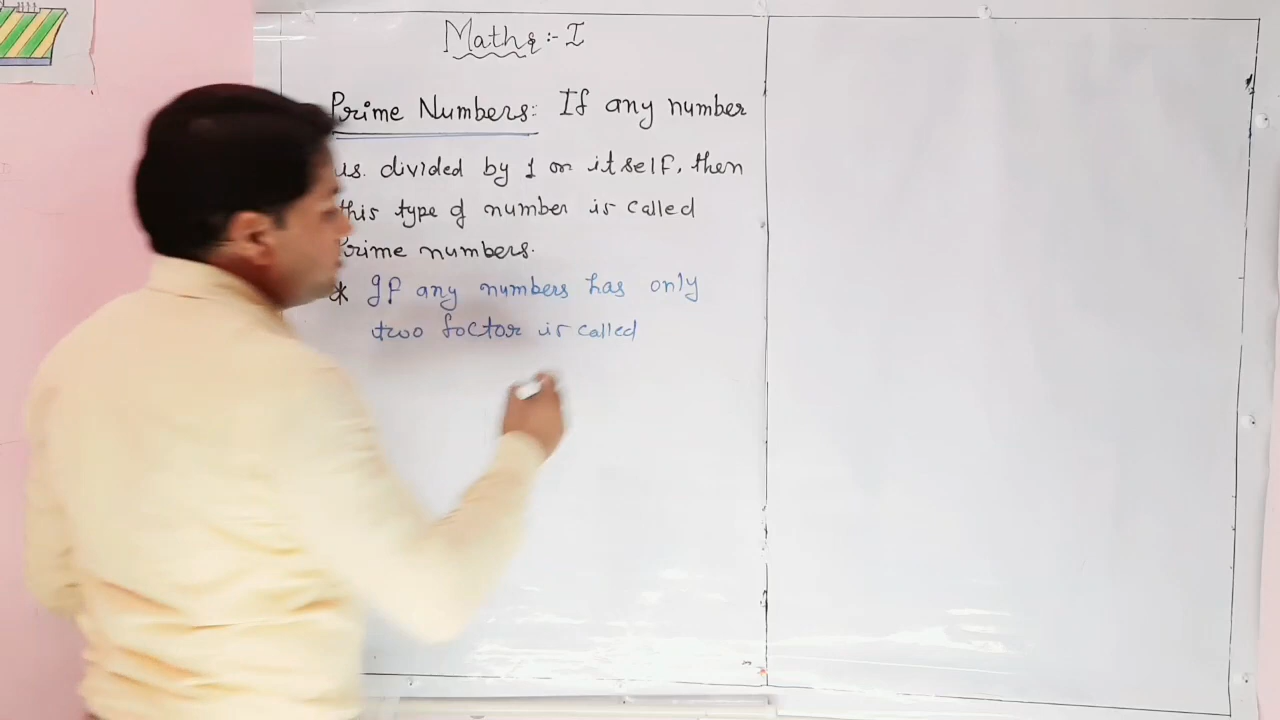 Maths :- I
Prime Numbers: If any number
is divided by 1 or itself, then
this type of number is called
Prime numbers.
* If any numbers has only
two factor is called